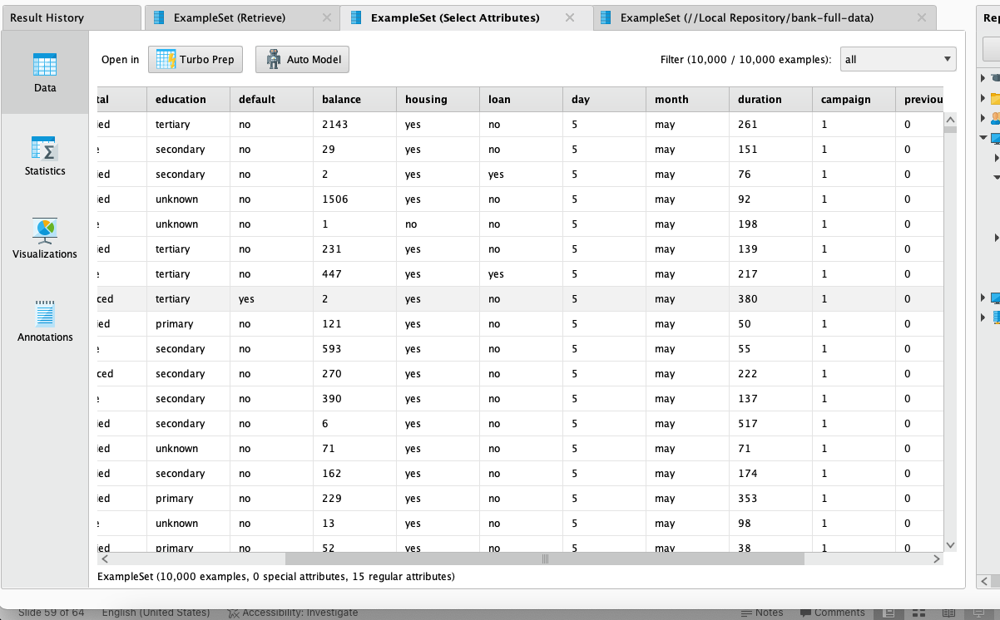 Result History ExampleSet (Retrieve) ExampleSet (Select Attributes) ExampleSet (//Local Repository/bank-full-data) Rep
Data
Statistics
Visualizations
Annotations
Open in Turbo Prep Auto Model Filter (10,000 / 10,000 examples): all
tal education default balance housing loan day month duration campaign previou
ied tertiary no 2143 yes no 5 may 261 1 0
e secondary no 29 yes no 5 may 151 1 0
ied secondary no 2 yes yes 5 may 76 1 0
ied unknown no 1506 yes no 5 may 92 1 0
e unknown no 1 no no 5 may 198 1 0
ied tertiary no 231 yes no 5 may 139 1 0
e tertiary no 447 yes yes 5 may 217 1 0
ced tertiary yes 2 yes no 5 may 380 1 0
ied primary no 121 yes no 5 may 50 1 0
e secondary no 593 yes no 5 may 55 1 0
ced secondary no 270 yes no 5 may 222 1 0
e secondary no 390 yes no 5 may 137 1 0
ied secondary no 6 yes no 5 may 517 1 0
ied unknown no 71 yes no 5 may 71 1 0
ied secondary no 162 yes no 5 may 174 1 0
ied primary no 229 yes no 5 may 353 1 0
e unknown no 13 yes no 5 may 98 1 0
ied primary no 52 yes no 5 may 38 1 0
ExampleSet (10,000 examples, 0 special attributes, 15 regular attributes)
Slide 59 of 64 English (United States) Accessibility: Investigate Notes Comments